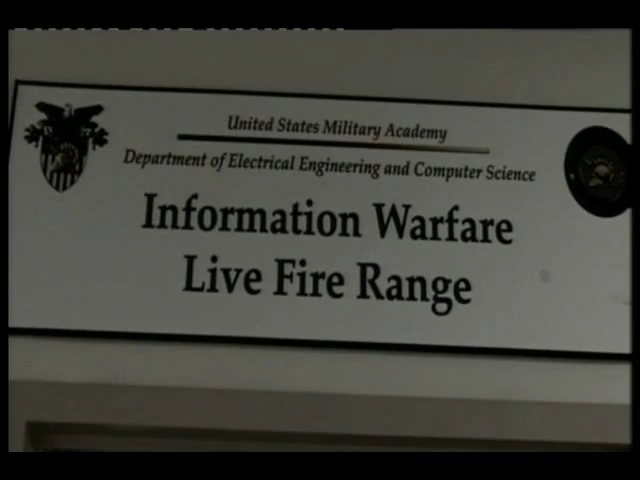 United States Military Academy
Department of Electrical Engineering and Computer Science
Information Warfare
Live Fire Range